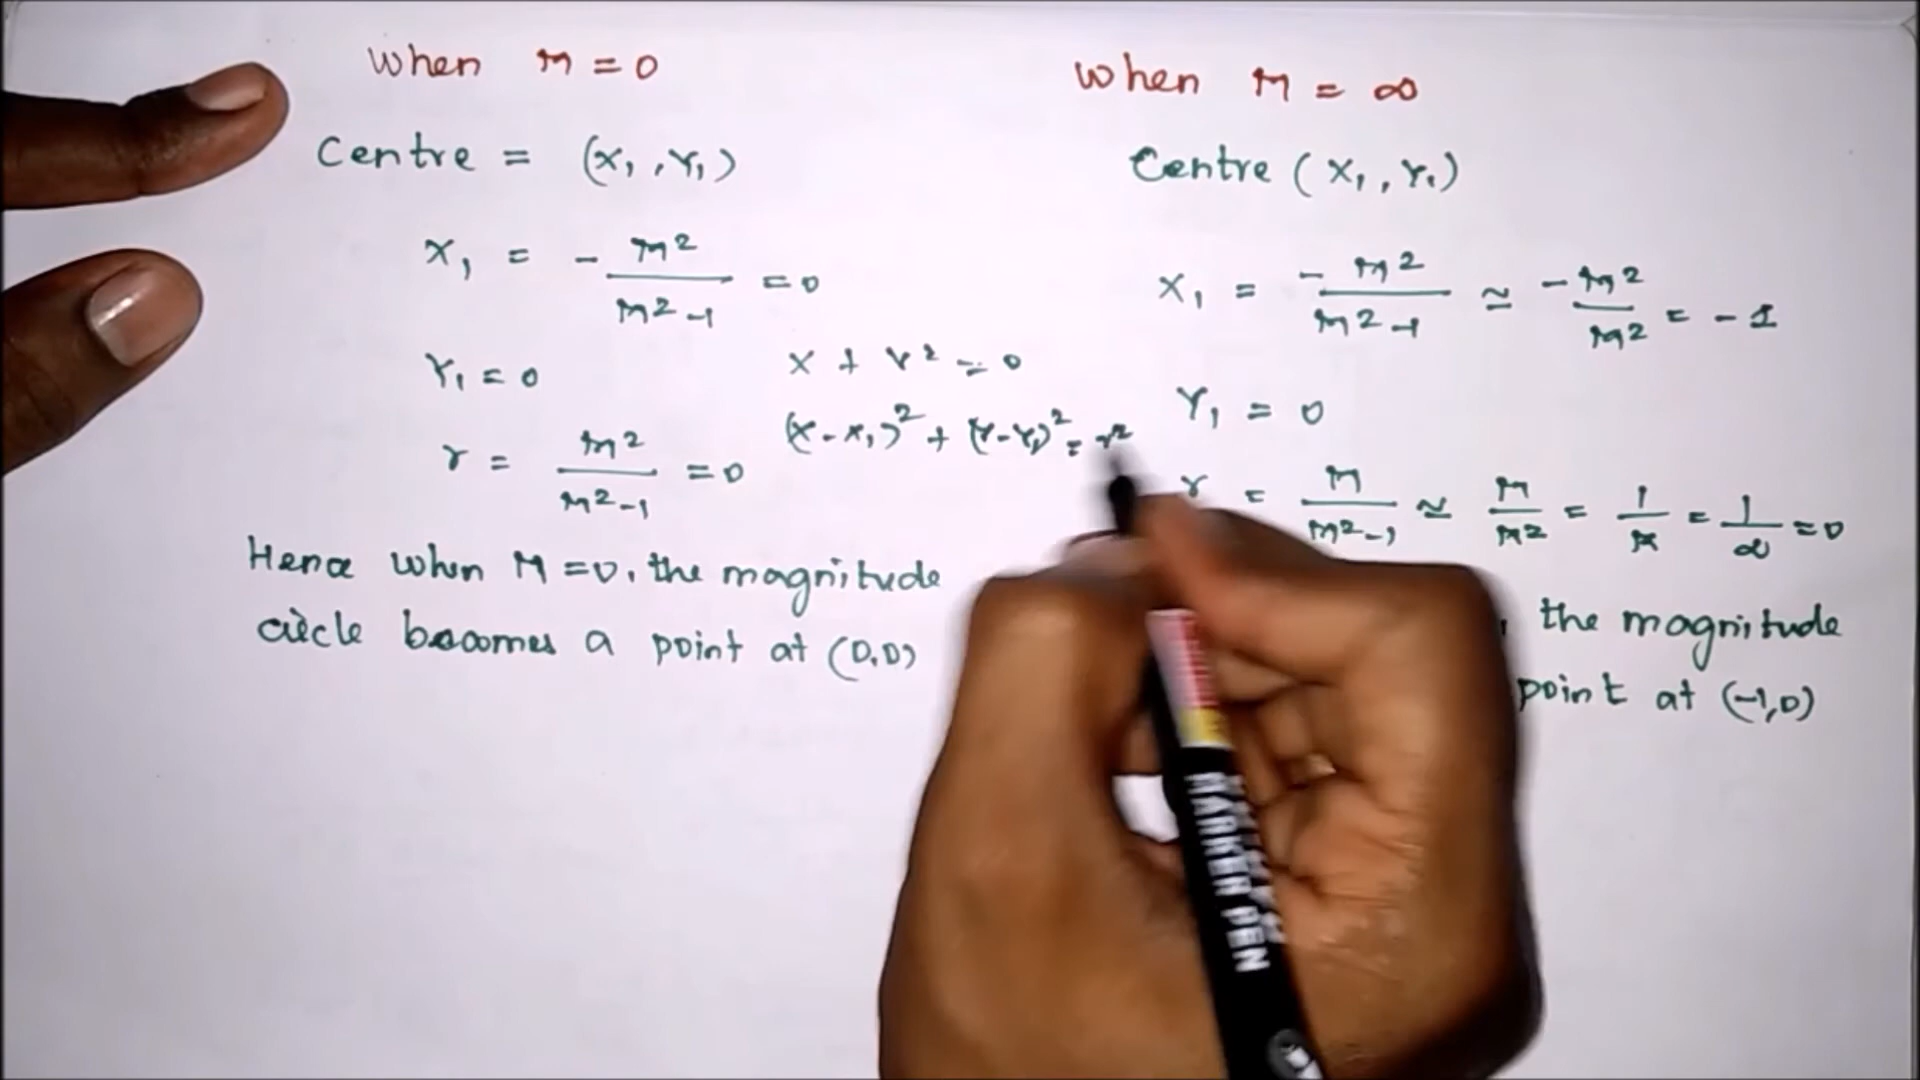 When M = 0
Centre = (X₁, Y₁)
X₁ = - M²/M²-1 = 0
Y₁ = 0
X + Y² = 0
(X-X₁)² + (Y-Y₁)² = r²
r = M²/M²-1 = 0
Hence when M = 0, the magnitude
circle becomes a point at (0,0)
When M = ∞
Centre (X₁, Y₁)
X₁ = -M²/M²-1 ≃ -M²/M² = -1
Y₁ = 0
r = M/M²-1 ≃ M/M² = 1/M = 1/∞ = 0
, the magnitude
point at (-1,0)
MARKER PEN